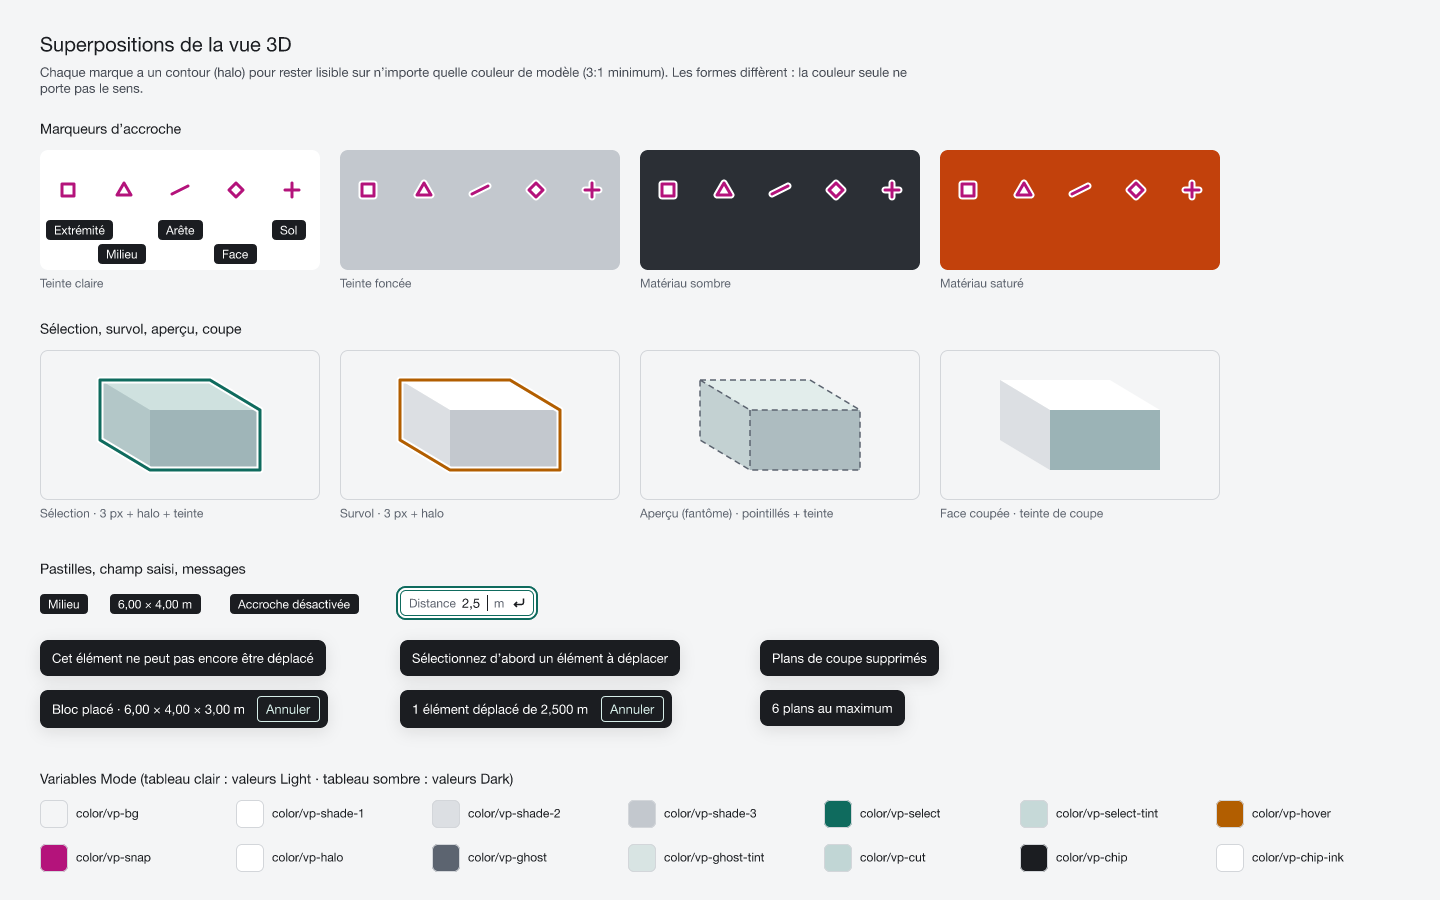 Superpositions de la vue 3D
Chaque marque a un contour (halo) pour rester lisible sur n’importe quelle couleur de modèle (3:1 minimum). Les formes diffèrent : la couleur seule ne
porte pas le sens.
Marqueurs d’accroche
Extrémité
Arête
Sol
Milieu
Face
Teinte claire
Teinte foncée
Matériau sombre
Matériau saturé
Sélection, survol, aperçu, coupe
Sélection · 3 px + halo + teinte
Survol · 3 px + halo
Aperçu (fantôme) · pointillés + teinte
Face coupée · teinte de coupe
Pastilles, champ saisi, messages
Milieu
6,00 × 4,00 m
Accroche désactivée
Distance 2,5 m
Cet élément ne peut pas encore être déplacé
Sélectionnez d’abord un élément à déplacer
Plans de coupe supprimés
Bloc placé · 6,00 × 4,00 × 3,00 m Annuler
1 élément déplacé de 2,500 m Annuler
6 plans au maximum
Variables Mode (tableau clair : valeurs Light · tableau sombre : valeurs Dark)
color/vp-bg
color/vp-shade-1
color/vp-shade-2
color/vp-shade-3
color/vp-select
color/vp-select-tint
color/vp-hover
color/vp-snap
color/vp-halo
color/vp-ghost
color/vp-ghost-tint
color/vp-cut
color/vp-chip
color/vp-chip-ink